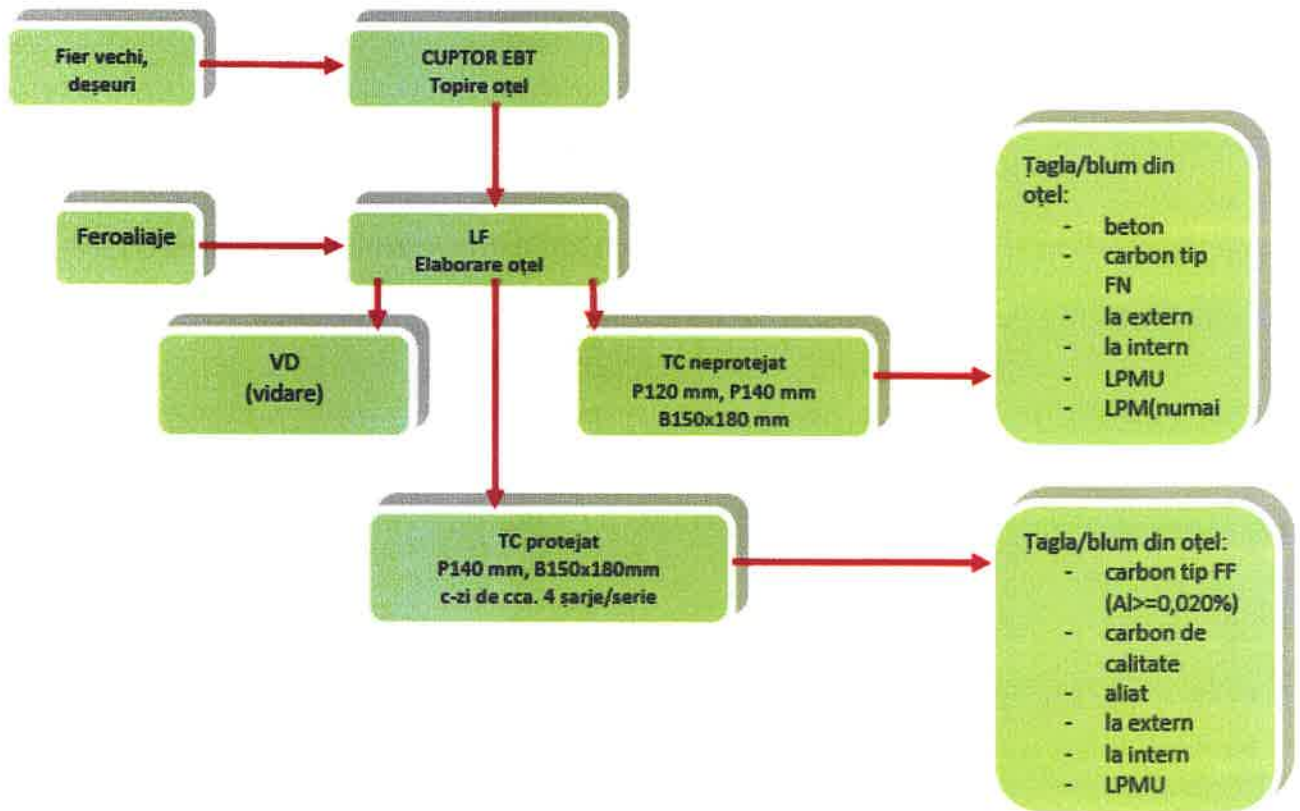 Fier vechi,
deșeuri
CUPTOR EBT
Topire oțel
Feroaliaje
LF
Elaborare oțel
VD
(vidare)
TC neprotejat
P120 mm, P140 mm
B150x180 mm
Țagla/blum din
oțel:
- beton
- carbon tip
FN
- la extern
- la intern
- LPMU
- LPM(numai
TC protejat
P140 mm, B150x180mm
c-zi de cca. 4 șarje/serie
Țagla/blum din oțel:
- carbon tip FF
(Al>=0,020%)
- carbon de
calitate
- aliat
- la extern
- la intern
- LPMU